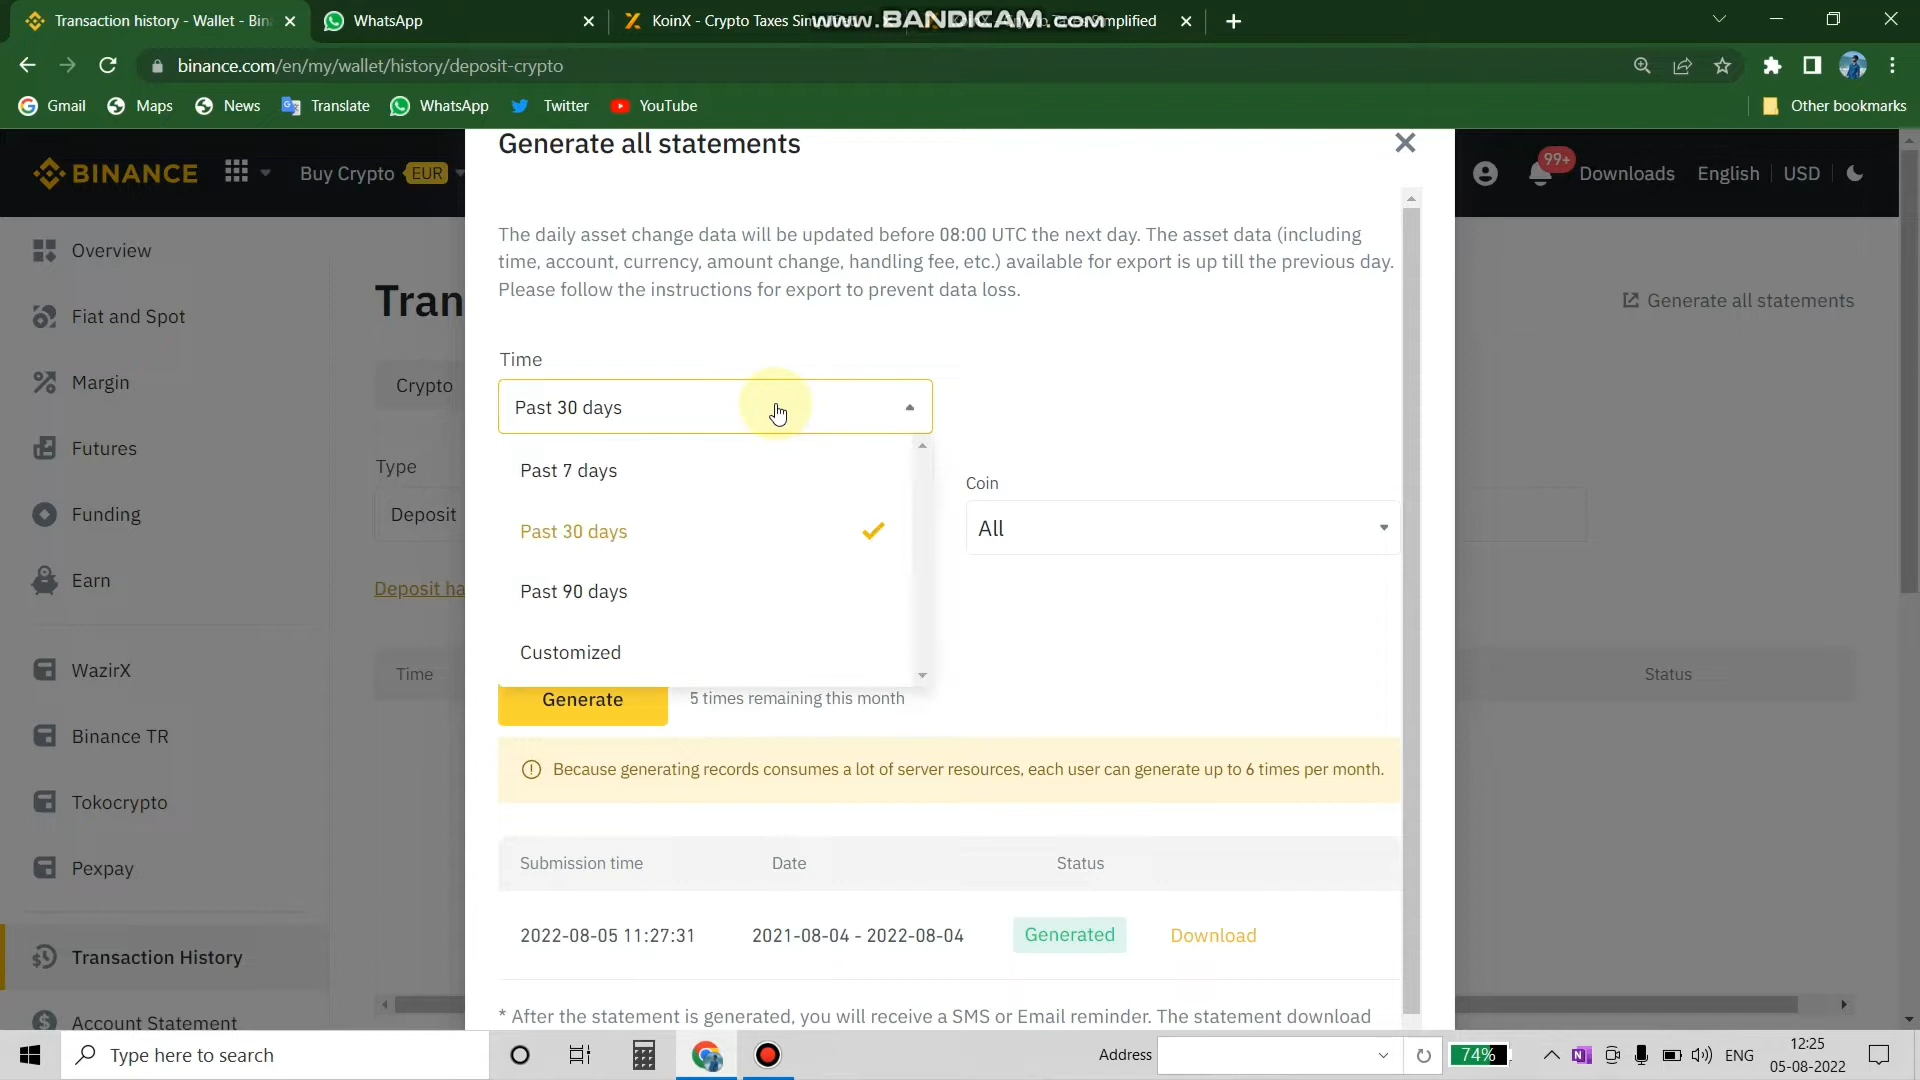 Transaction history - Wallet - Bin
WhatsApp
KoinX - Crypto Taxes Sim
www.BANDICAM.com
Simplified
binance.com/en/my/wallet/history/deposit-crypto
Gmail
Maps
News
Translate
WhatsApp
Twitter
YouTube
Other bookmarks
BINANCE
Buy Crypto EUR
Generate all statements
99+
Downloads
English
USD
Overview
Fiat and Spot
Margin
Futures
Funding
Earn
WazirX
Binance TR
Tokocrypto
Pexpay
Transaction History
Account Statement
Tran
Crypto
Type
Deposit
Deposit ha
Time
The daily asset change data will be updated before 08:00 UTC the next day. The asset data (including
time, account, currency, amount change, handling fee, etc.) available for export is up till the previous day.
Please follow the instructions for export to prevent data loss.
Generate all statements
Time
Past 30 days
Past 7 days
Past 30 days
Past 90 days
Customized
Coin
All
Generate
5 times remaining this month
Status
Because generating records consumes a lot of server resources, each user can generate up to 6 times per month.
Submission time Date Status
2022-08-05 11:27:31 2021-08-04 - 2022-08-04 Generated Download
* After the statement is generated, you will receive a SMS or Email reminder. The statement download
Type here to search
Address
74%
ENG
12:25
05-08-2022